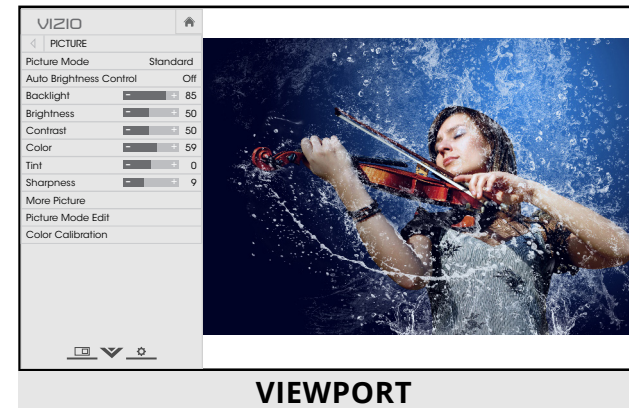 VIZIO
PICTURE
Picture Mode Standard
Auto Brightness Control Off
Backlight - + 85
Brightness - + 50
Contrast - + 50
Color - + 59
Tint - + 0
Sharpness - + 9
More Picture
Picture Mode Edit
Color Calibration
VIEWPORT